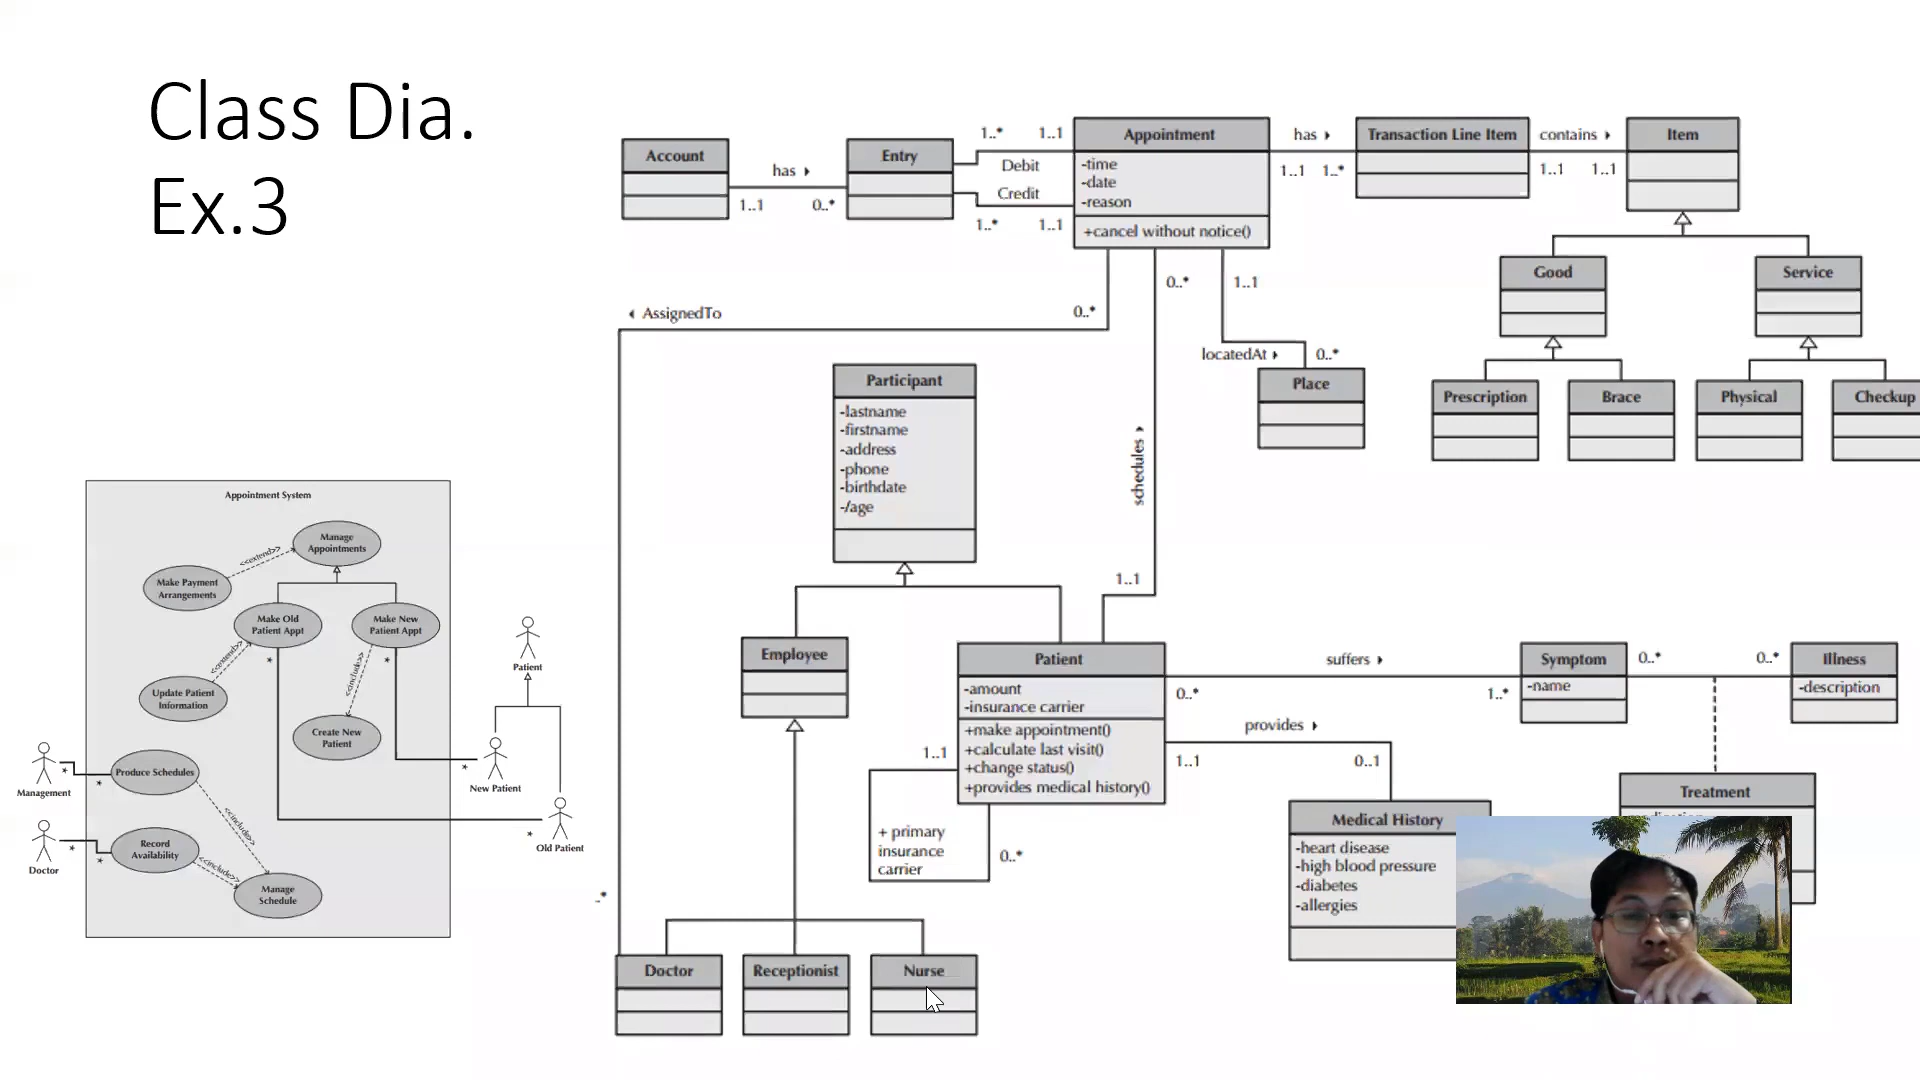 Class Dia.
Ex.3
Account
has
1..1
0..*
Entry
1..*
1..1
Debit
Credit
1..*
1..1
Appointment
-time
-date
-reason
+cancel without notice()
has
1..1
1..*
Transaction Line Item
contains
1..1
1..1
Item
Good
Service
Prescription
Brace
Physical
Checkup
AssignedTo
0..*
0..*
1..1
locatedAt
0..*
Place
schedules
1..1
Participant
-lastname
-firstname
-address
-phone
-birthdate
-/age
Employee
Patient
-amount
-insurance carrier
+make appointment()
+calculate last visit()
+change status()
+provides medical history()
1..1
+ primary
insurance
carrier
0..*
suffers
0..*
1..*
Symptom
-name
0..*
0..*
Illness
-description
provides
1..1
0..1
Medical History
-heart disease
-high blood pressure
-diabetes
-allergies
Treatment
Doctor
Receptionist
Nurse
Appointment System
Manage
Appointments
<<extend>>
Make Payment
Arrangements
Make Old
Patient Appt
Make New
Patient Appt
*
*
<<extend>>
<<include>>
Update Patient
Information
Create New
Patient
Produce Schedules
*
*
Management
<<include>>
Record
Availability
*
*
Doctor
<<include>>
Manage
Schedule
Patient
*
New Patient
*
Old Patient